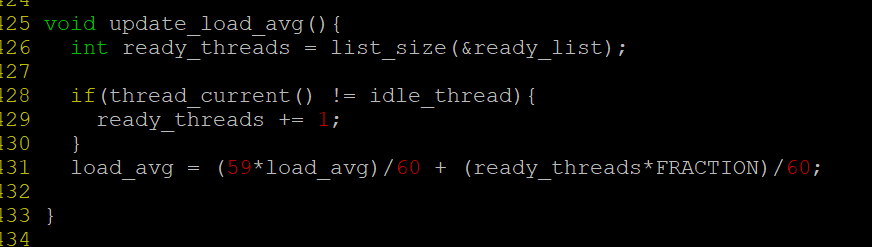 424
425 void update_load_avg(){
426   int ready_threads = list_size(&ready_list);
427
428   if(thread_current() != idle_thread){
429     ready_threads += 1;
430   }
431   load_avg = (59*load_avg)/60 + (ready_threads*FRACTION)/60;
432
433 }
434